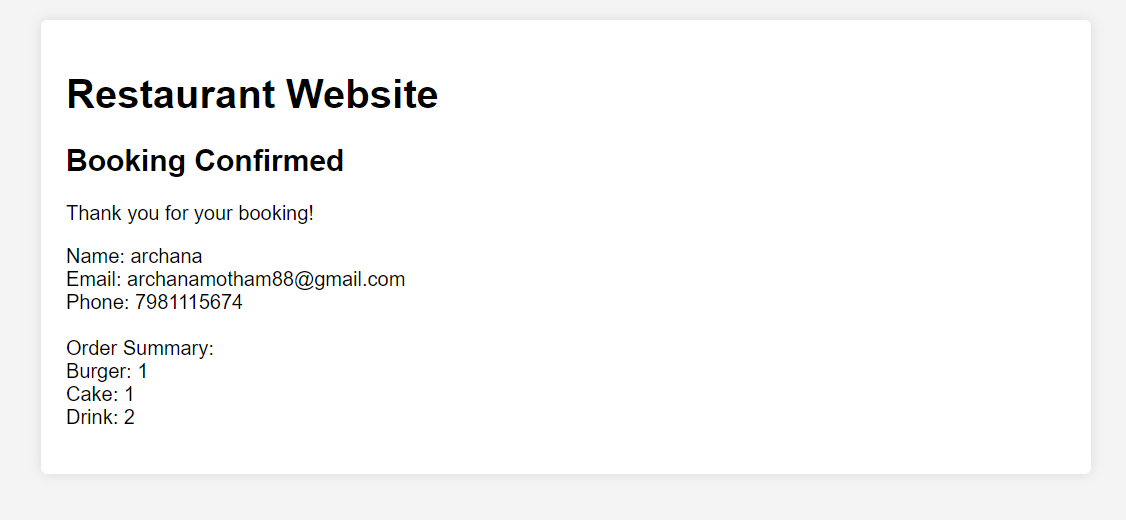 Restaurant Website
Booking Confirmed
Thank you for your booking!
Name: archana
Email: archanamotham88@gmail.com
Phone: 7981115674
Order Summary:
Burger: 1
Cake: 1
Drink: 2